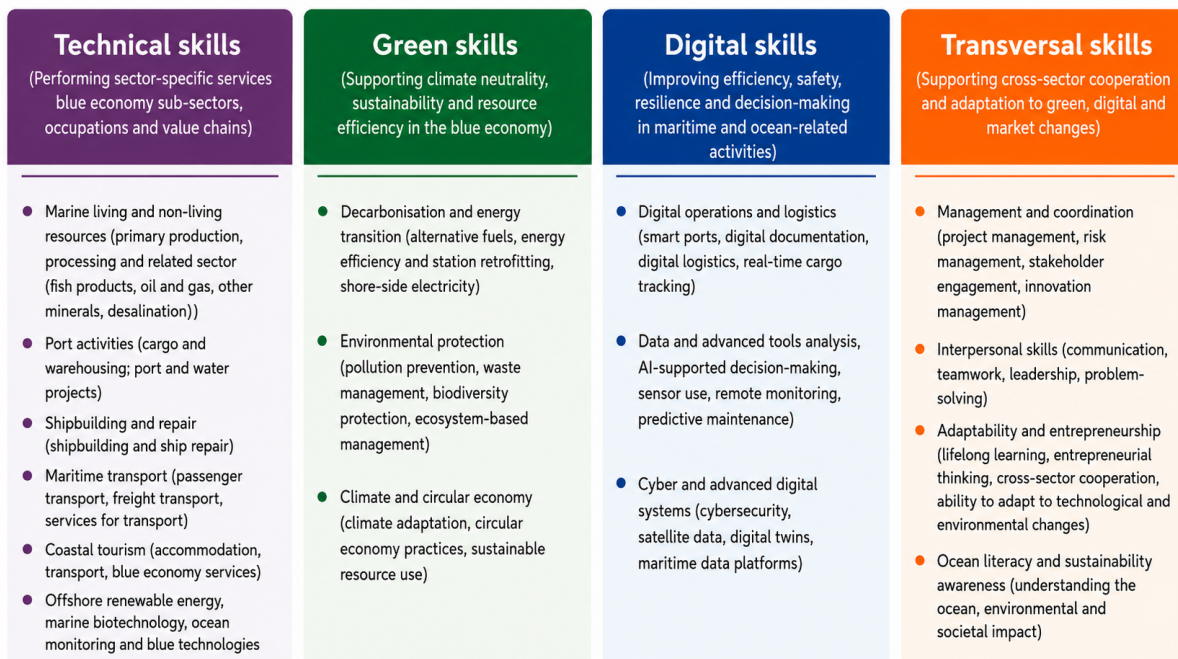 Technical skills
(Performing sector-specific services
blue economy sub-sectors,
occupations and value chains)
Marine living and non-living
resources (primary production,
processing and related sector
(fish products, oil and gas, other
minerals, desalination))
Port activities (cargo and
warehousing; port and water
projects)
Shipbuilding and repair
(shipbuilding and ship repair)
Maritime transport (passenger
transport, freight transport,
services for transport)
Coastal tourism (accommodation,
transport, blue economy services)
Offshore renewable energy,
marine biotechnology, ocean
monitoring and blue technologies
Green skills
(Supporting climate neutrality,
sustainability and resource
efficiency in the blue economy)
Decarbonisation and energy
transition (alternative fuels, energy
efficiency and station retrofitting,
shore-side electricity)
Environmental protection
(pollution prevention, waste
management, biodiversity
protection, ecosystem-based
management)
Climate and circular economy
(climate adaptation, circular
economy practices, sustainable
resource use)
Digital skills
(Improving efficiency, safety,
resilience and decision-making
in maritime and ocean-related
activities)
Digital operations and logistics
(smart ports, digital documentation,
digital logistics, real-time cargo
tracking)
Data and advanced tools analysis,
AI-supported decision-making,
sensor use, remote monitoring,
predictive maintenance)
Cyber and advanced digital
systems (cybersecurity,
satellite data, digital twins,
maritime data platforms)
Transversal skills
(Supporting cross-sector cooperation
and adaptation to green, digital and
market changes)
Management and coordination
(project management, risk
management, stakeholder
engagement, innovation
management)
Interpersonal skills (communication,
teamwork, leadership, problem-
solving)
Adaptability and entrepreneurship
(lifelong learning, entrepreneurial
thinking, cross-sector cooperation,
ability to adapt to technological and
environmental changes)
Ocean literacy and sustainability
awareness (understanding the
ocean, environmental and
societal impact)